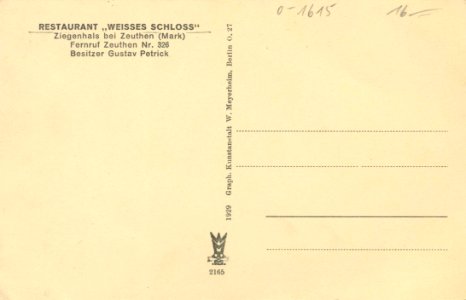 RESTAURANT „WEISSES SCHLOSS"
Ziegenhals bei Zeuthen (Mark)
Fernruf Zeuthen Nr. 326
Besitzer Gustav Petrick
0-1615
16.—
1929 Graph. Kunstanstalt W. Meyerheim, Berlin O, 27
2165